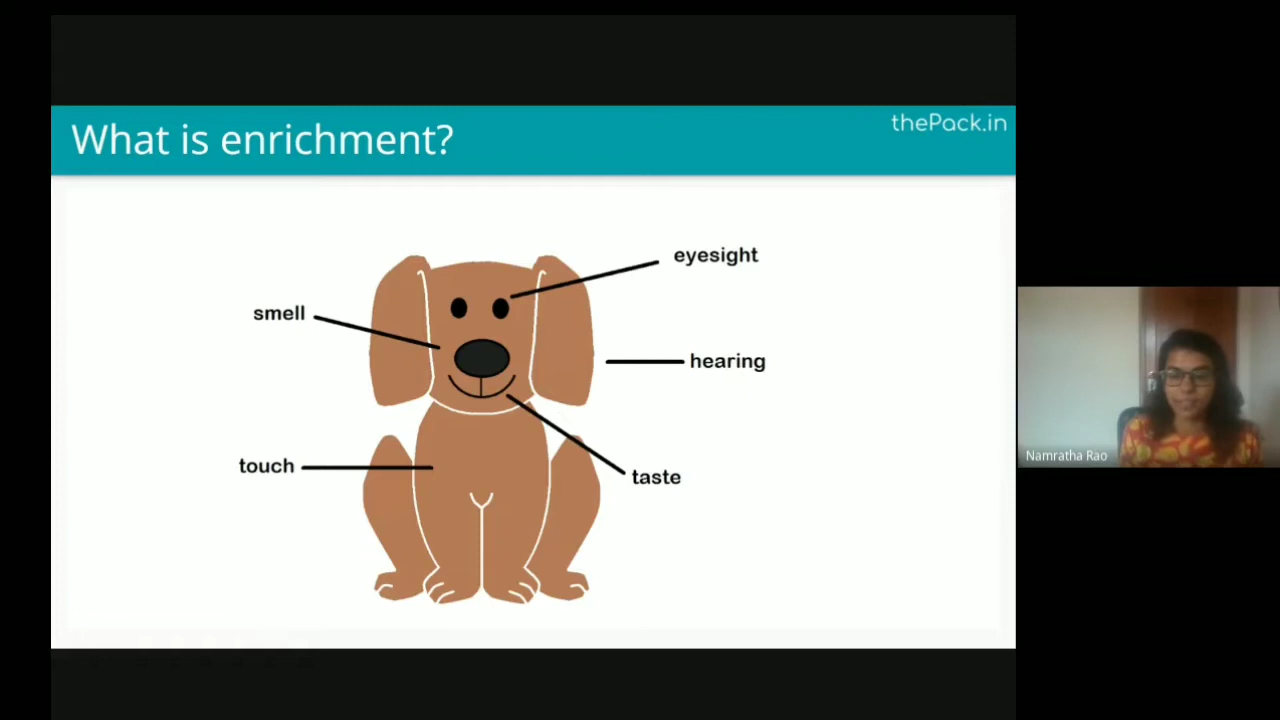 What is enrichment?
thePack.in
eyesight
smell
hearing
touch
taste
Namratha Rao